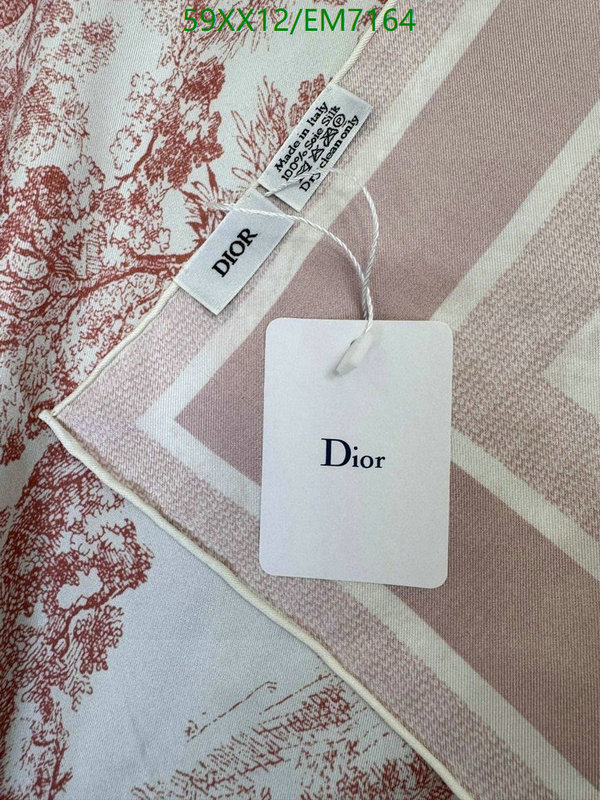 59XX12/EM7164
Made in Italy
100% Soie Silk
Dry clean only
DIOR
Dior